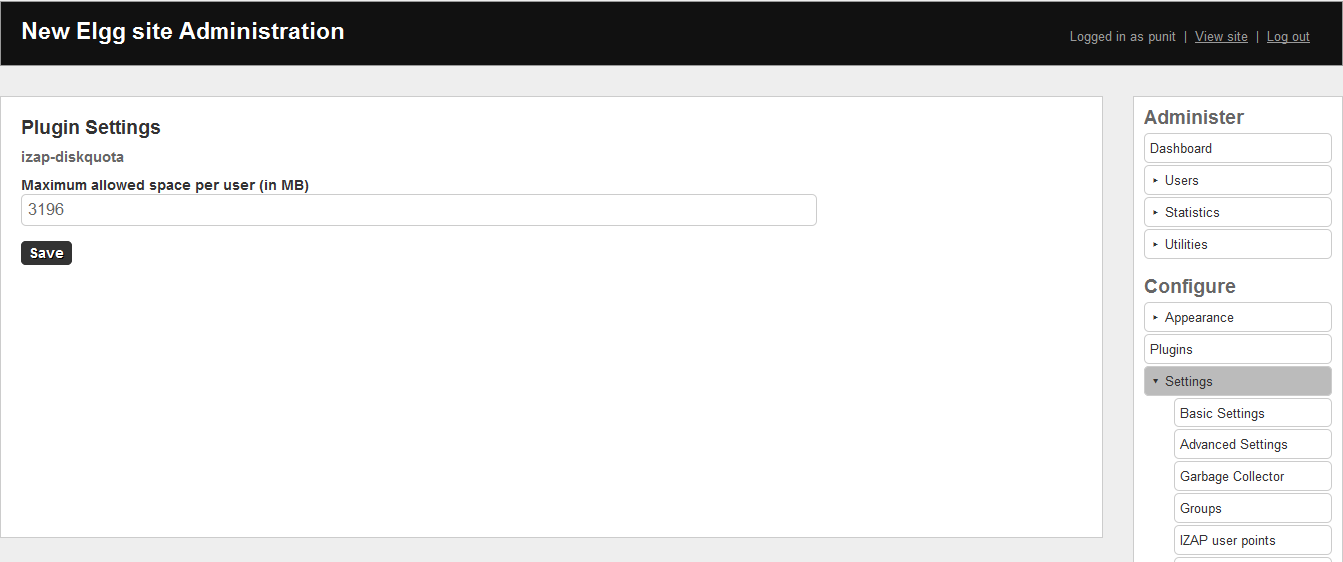 New Elgg site Administration
Logged in as punit | View site | Log out
Plugin Settings
izap-diskquota
Maximum allowed space per user (in MB)
3196
Save
Administer
Dashboard
Users
Statistics
Utilities
Configure
Appearance
Plugins
Settings
Basic Settings
Advanced Settings
Garbage Collector
Groups
IZAP user points